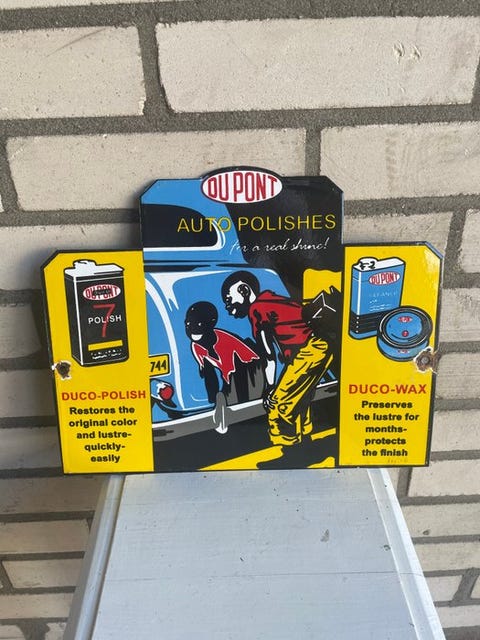 DU PONT
AUTO POLISHES
for a real shine!
DU PONT
7
POLISH
DU PONT
744
DUCO-POLISH
Restores the
original color
and lustre-
quickly-
easily
DUCO-WAX
Preserves
the lustre for
months-
protects
the finish